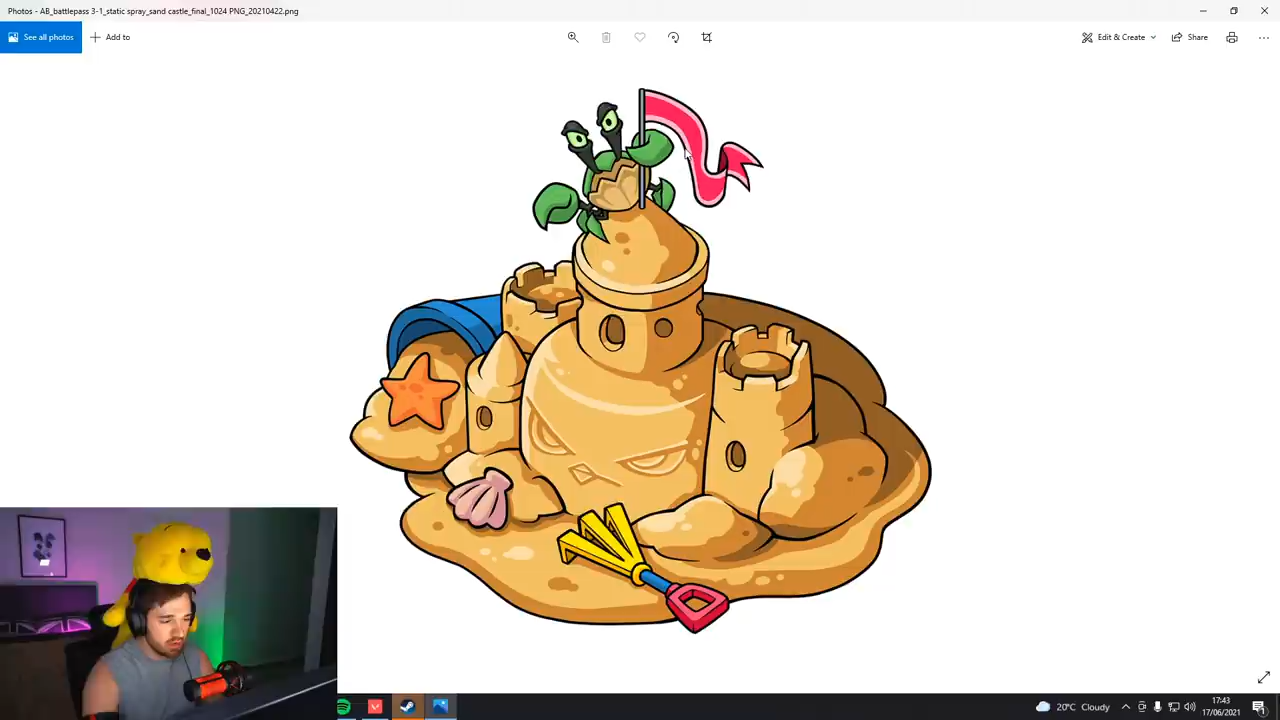 Photos - AB_battlepass 3-1_static spray_sand castle_final_1024 PNG_20210422.png
See all photos
Add to
Edit & Create
Share
20°C Cloudy
17:43
17/06/2021
1